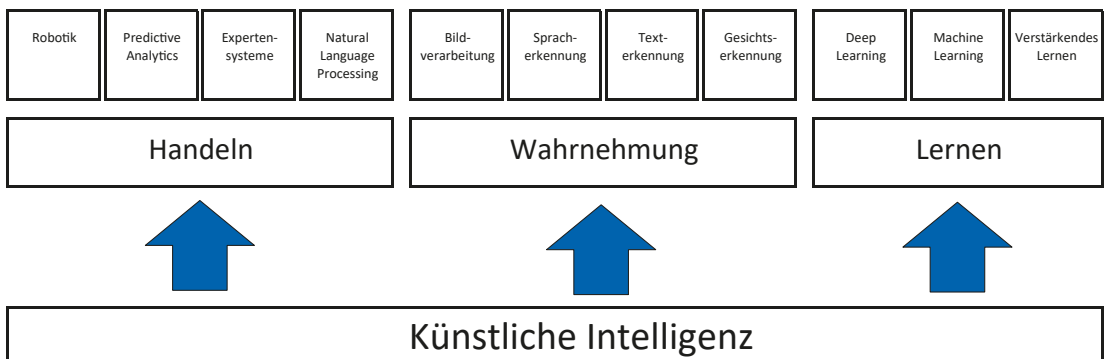 Robotik
Predictive
Analytics
Experten-
systeme
Natural
Language
Processing
Bild-
verarbeitung
Sprach-
erkennung
Text-
erkennung
Gesichts-
erkennung
Deep
Learning
Machine
Learning
Verstärkendes
Lernen
Handeln
Wahrnehmung
Lernen
Künstliche Intelligenz